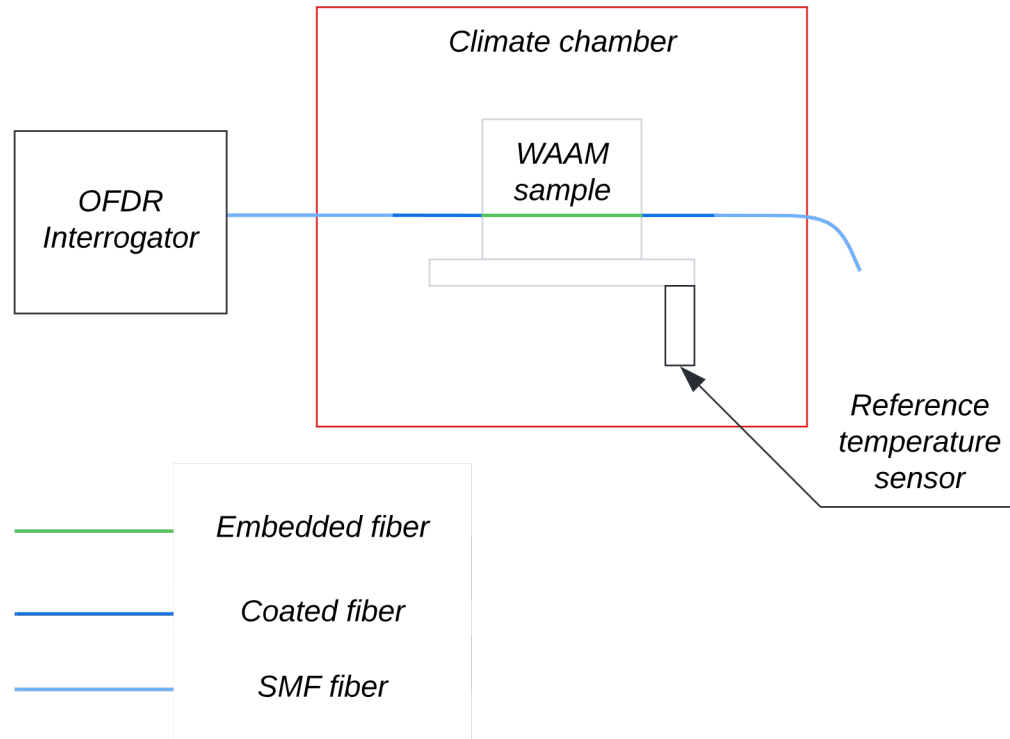 Climate chamber
WAAM
sample
OFDR
Interrogator
Reference
temperature
sensor
Embedded fiber
Coated fiber
SMF fiber